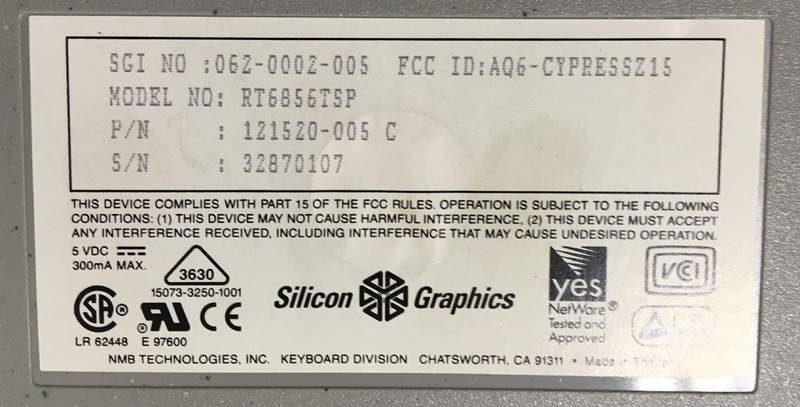 SGI NO :062-0002-005 FCC ID:AQ6-CYPRESSZ15
MODEL NO: RT6856TSP
P/N : 121520-005 C
S/N : 32870107
THIS DEVICE COMPLIES WITH PART 15 OF THE FCC RULES. OPERATION IS SUBJECT TO THE FOLLOWING
CONDITIONS: (1) THIS DEVICE MAY NOT CAUSE HARMFUL INTERFERENCE, (2) THIS DEVICE MUST ACCEPT
ANY INTERFERENCE RECEIVED, INCLUDING INTERFERENCE THAT MAY CAUSE UNDESIRED OPERATION.
5 VDC
300mA MAX.
3630
15073-3250-1001
SA ®
LR 62448
® RU
E 97600
CE
Silicon Graphics
yes
NetWare®
Tested and
Approved
VCI
NMB TECHNOLOGIES, INC. KEYBOARD DIVISION CHATSWORTH, CA 91311 • Made